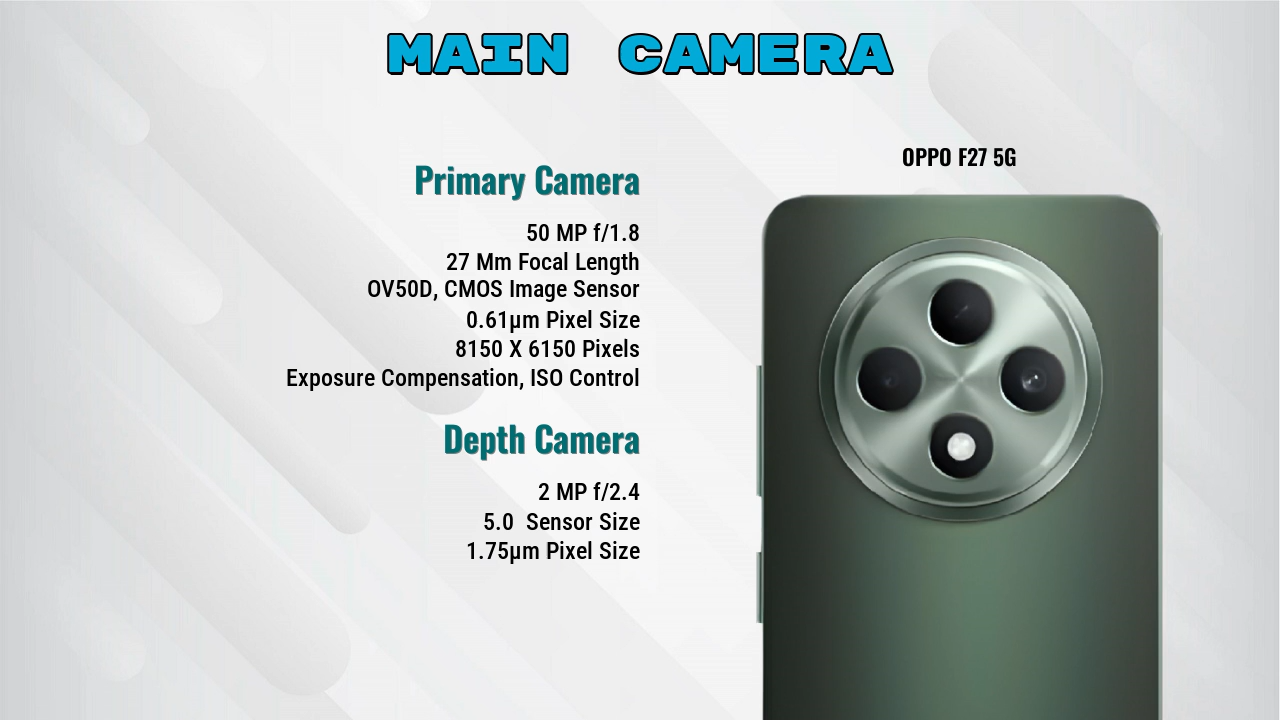 MAIN CAMERA
OPPO F27 5G
Primary Camera
50 MP f/1.8
27 Mm Focal Length
OV50D, CMOS Image Sensor
0.61µm Pixel Size
8150 X 6150 Pixels
Exposure Compensation, ISO Control
Depth Camera
2 MP f/2.4
5.0  Sensor Size
1.75µm Pixel Size